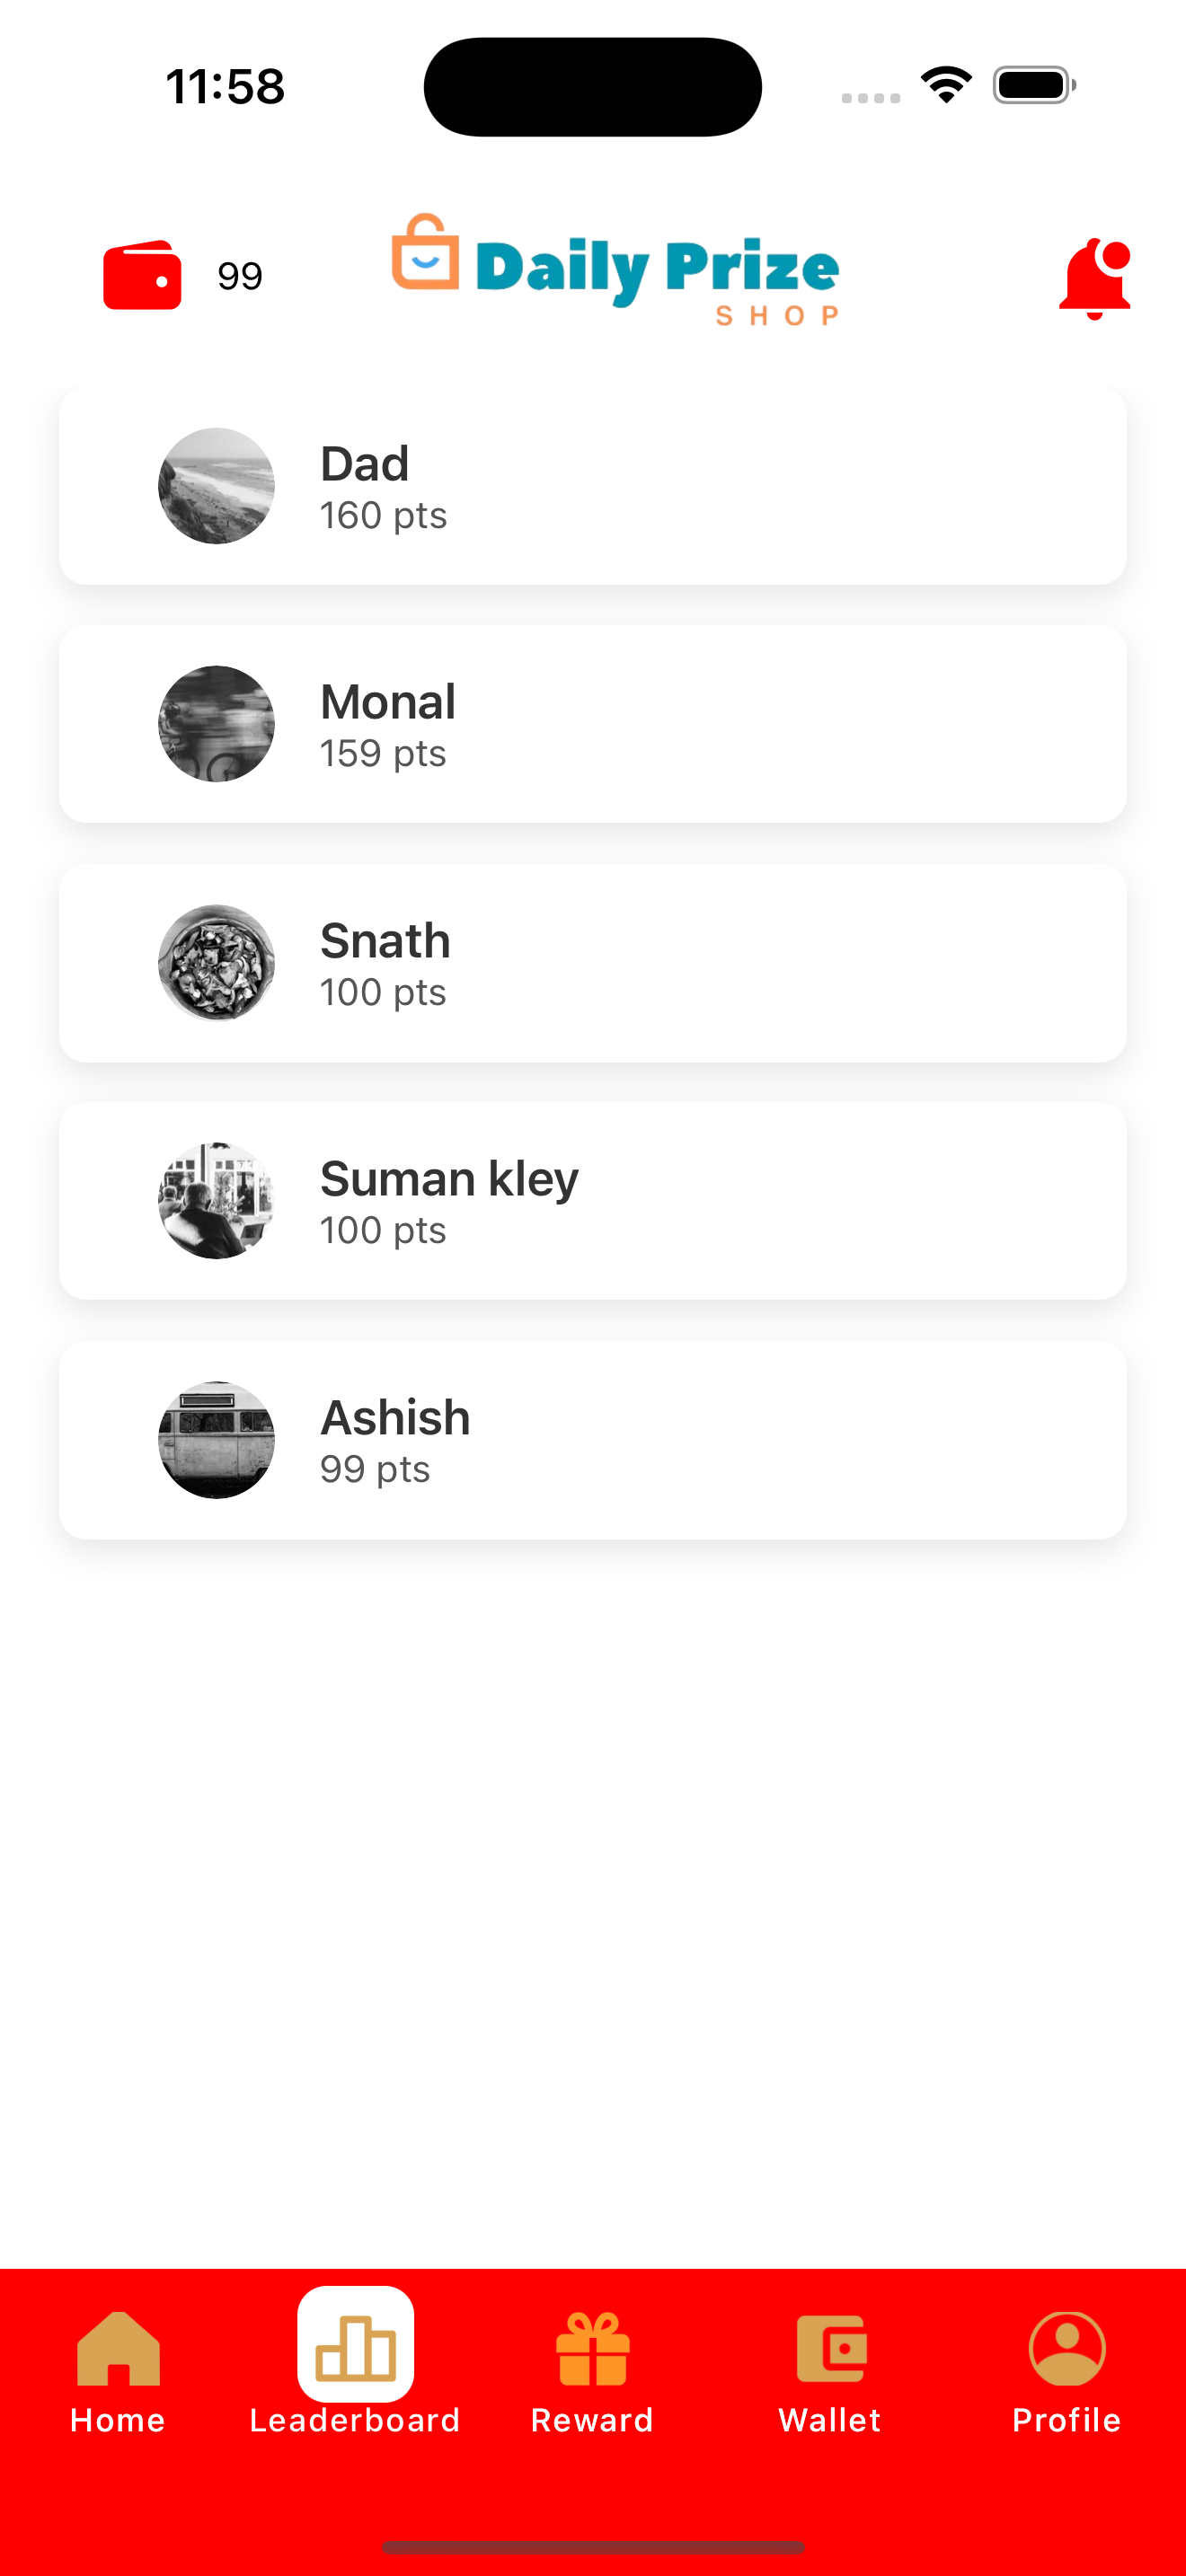 11:58
99
Daily Prize
SHOP
Dad
160 pts
Monal
159 pts
Snath
100 pts
Suman kley
100 pts
Ashish
99 pts
Home Leaderboard Reward Wallet Profile